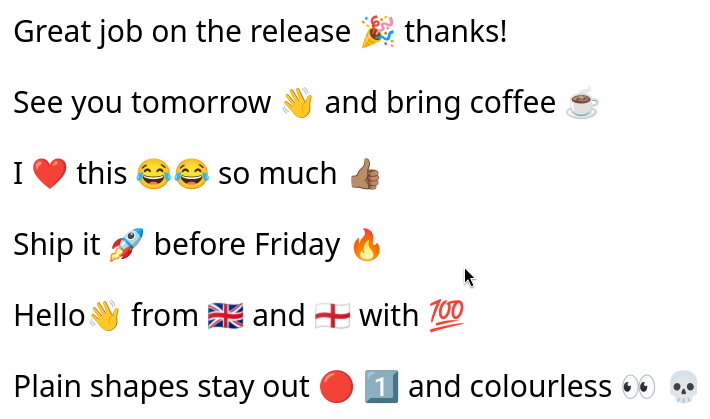 Great job on the release 🎉 thanks!
See you tomorrow 👋 and bring coffee ☕
I ❤️ this 😂😂 so much 👍🏽
Ship it 🚀 before Friday 🔥
Hello👋 from 🇬🇧 and 🏴󠁧󠁢󠁥󠁮󠁧󠁿 with 💯
Plain shapes stay out 🔴 1️⃣ and colourless 👀 💀